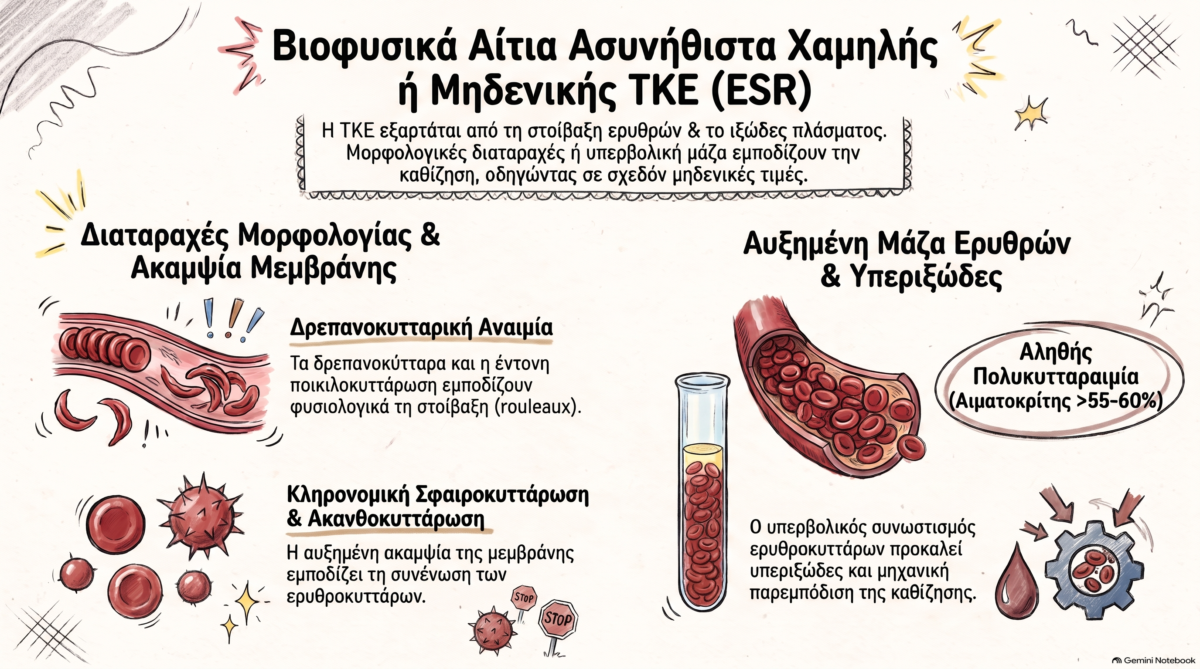 Βιοφυσικά Αίτια Ασυνήθιστα Χαμηλής
ή Μηδενικής ΤΚΕ (ESR)
Η ΤΚΕ εξαρτάται από τη στοίβαξη ερυθρών & το ιξώδες πλάσματος.
Μορφολογικές διαταραχές ή υπερβολική μάζα εμποδίζουν την
καθίζηση, οδηγώντας σε σχεδόν μηδενικές τιμές.
Διαταραχές Μορφολογίας &
Ακαμψία Μεμβράνης
Δρεπανοκυτταρική Αναιμία
Τα δρεπανοκύτταρα και η έντονη
ποικιλοκυττάρωση εμποδίζουν
φυσιολογικά τη στοίβαξη (rouleaux).
Κληρονομική Σφαιροκυττάρωση
& Ακανθοκυττάρωση
Η αυξημένη ακαμψία της μεμβράνης
εμποδίζει τη συνένωση των
ερυθροκυττάρων.
STOP
STOP
Αυξημένη Μάζα Ερυθρών
& Υπεριξώδες
Αληθής
Πολυκυτταραιμία
(Αιματοκρίτης >55-60%)
Ο υπερβολικός συνωστισμός
ερυθροκυττάρων προκαλεί
υπεριξώδες και μηχανική
παρεμπόδιση της καθίζησης.
Gemini Notebook